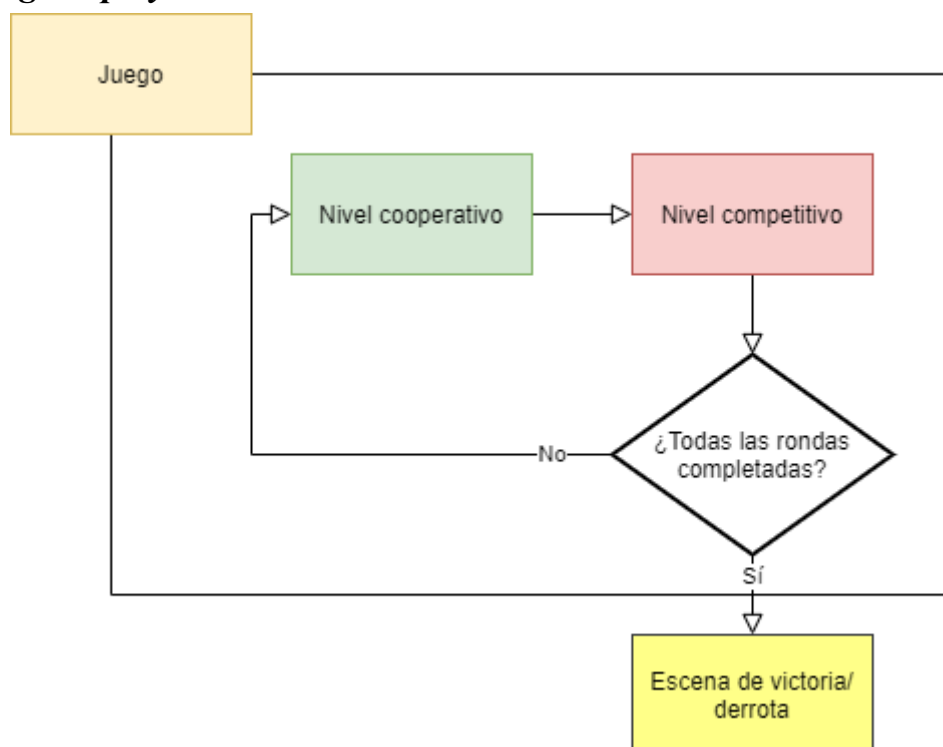 Juego
Nivel cooperativo
Nivel competitivo
¿Todas las rondas
completadas?
No
Sí
Escena de victoria/
derrota